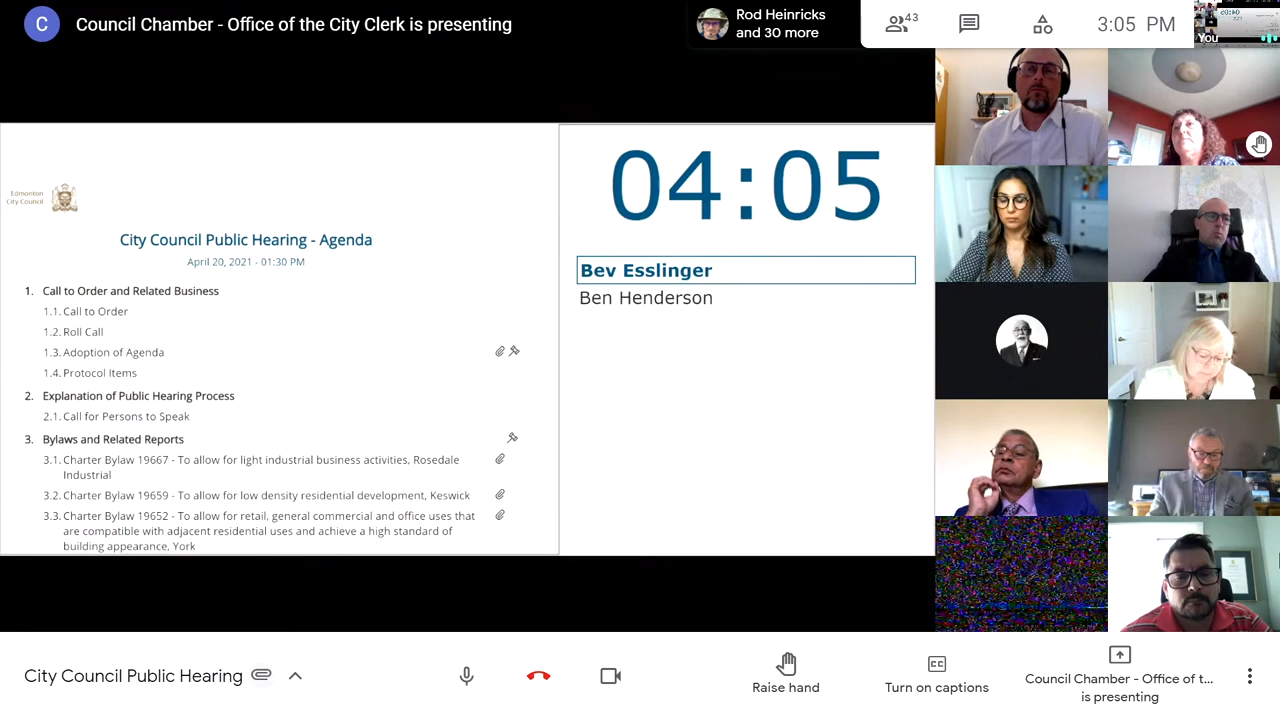 C
Council Chamber - Office of the City Clerk is presenting
Rod Heinricks
and 30 more
43
3:05 PM
You
Edmonton
City Council
City Council Public Hearing - Agenda
April 20, 2021 - 01:30 PM
1. Call to Order and Related Business
1.1. Call to Order
1.2. Roll Call
1.3. Adoption of Agenda
1.4. Protocol Items
2. Explanation of Public Hearing Process
2.1. Call for Persons to Speak
3. Bylaws and Related Reports
3.1. Charter Bylaw 19667 - To allow for light industrial business activities, Rosedale
Industrial
3.2. Charter Bylaw 19659 - To allow for low density residential development, Keswick
3.3. Charter Bylaw 19652 - To allow for retail, general commercial and office uses that
are compatible with adjacent residential uses and achieve a high standard of
building appearance, York
04:05
Bev Esslinger
Ben Henderson
City Council Public Hearing
Raise hand
CC
Turn on captions
Council Chamber - Office of t...
is presenting